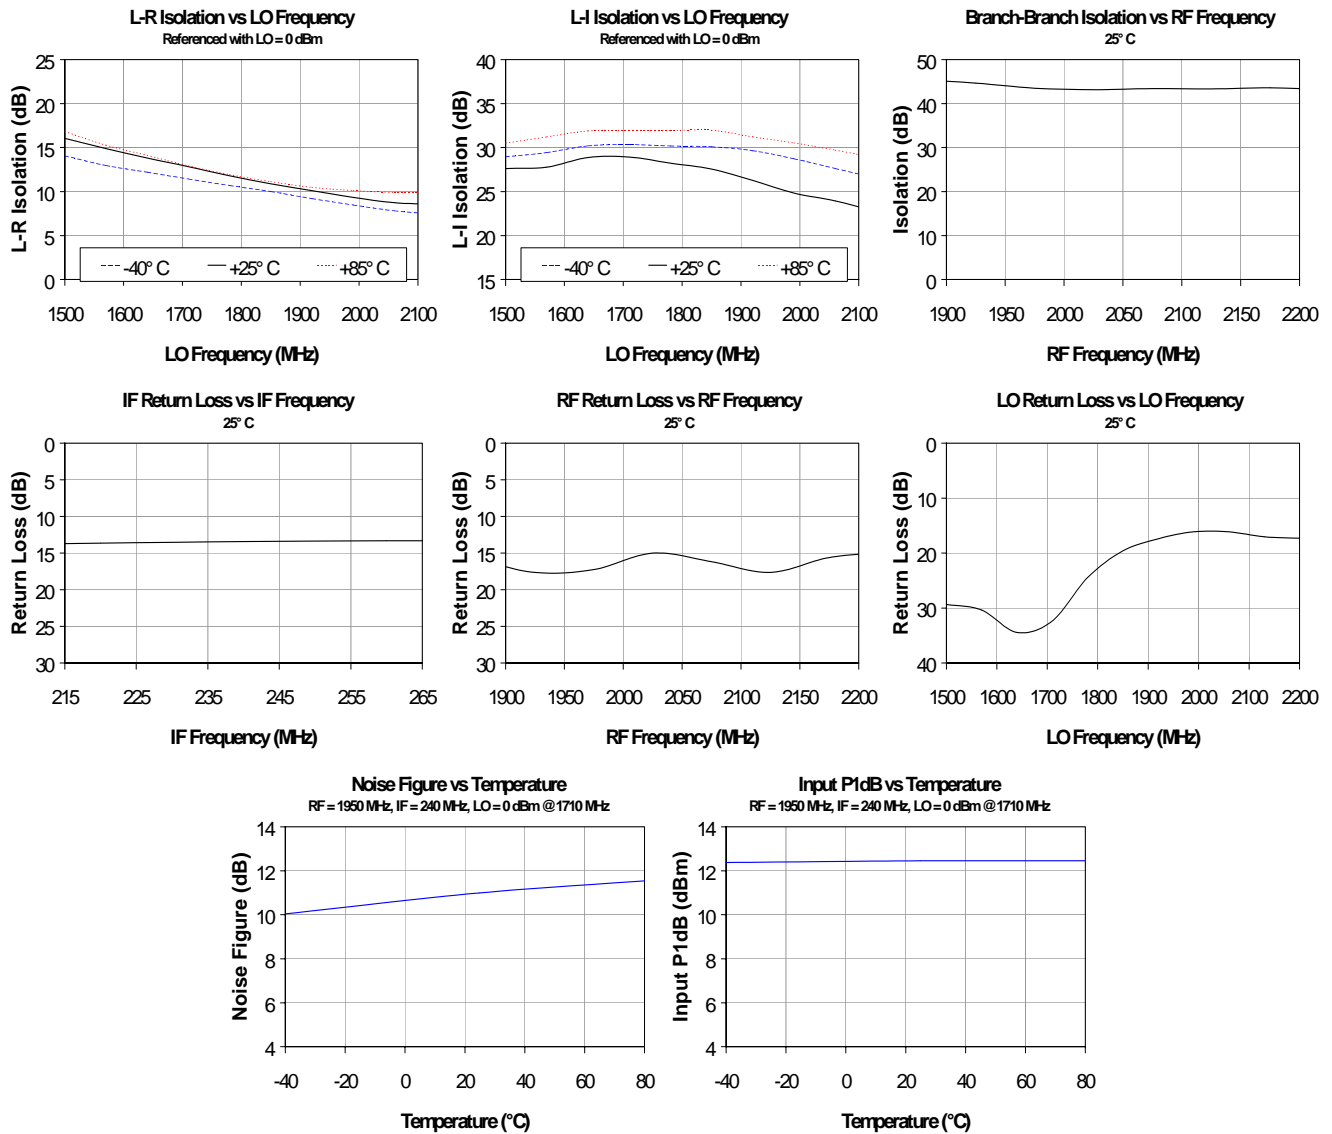 L-R Isolation vs LO Frequency
Referenced with LO = 0 dBm
L-R Isolation (dB)
25
20
15
10
5
0
-40° C +25° C +85° C
1500 1600 1700 1800 1900 2000 2100
LO Frequency (MHz)
L-I Isolation vs LO Frequency
Referenced with LO = 0 dBm
L-I Isolation (dB)
40
35
30
25
20
15
-40° C +25° C +85° C
1500 1600 1700 1800 1900 2000 2100
LO Frequency (MHz)
Branch-Branch Isolation vs RF Frequency
25° C
Isolation (dB)
50
40
30
20
10
0
1900 1950 2000 2050 2100 2150 2200
RF Frequency (MHz)
IF Return Loss vs IF Frequency
25° C
Return Loss (dB)
0
5
10
15
20
25
30
215 225 235 245 255 265
IF Frequency (MHz)
RF Return Loss vs RF Frequency
25° C
Return Loss (dB)
0
5
10
15
20
25
30
1900 1950 2000 2050 2100 2150 2200
RF Frequency (MHz)
LO Return Loss vs LO Frequency
25° C
Return Loss (dB)
0
10
20
30
40
1500 1600 1700 1800 1900 2000 2100 2200
LO Frequency (MHz)
Noise Figure vs Temperature
RF = 1950 MHz, IF = 240 MHz, LO = 0 dBm @ 1710 MHz
Noise Figure (dB)
14
12
10
8
6
4
-40 -20 0 20 40 60 80
Temperature (°C)
Input P1dB vs Temperature
RF = 1950 MHz, IF = 240 MHz, LO = 0 dBm @ 1710 MHz
Input P1dB (dBm)
14
12
10
8
6
4
-40 -20 0 20 40 60 80
Temperature (°C)